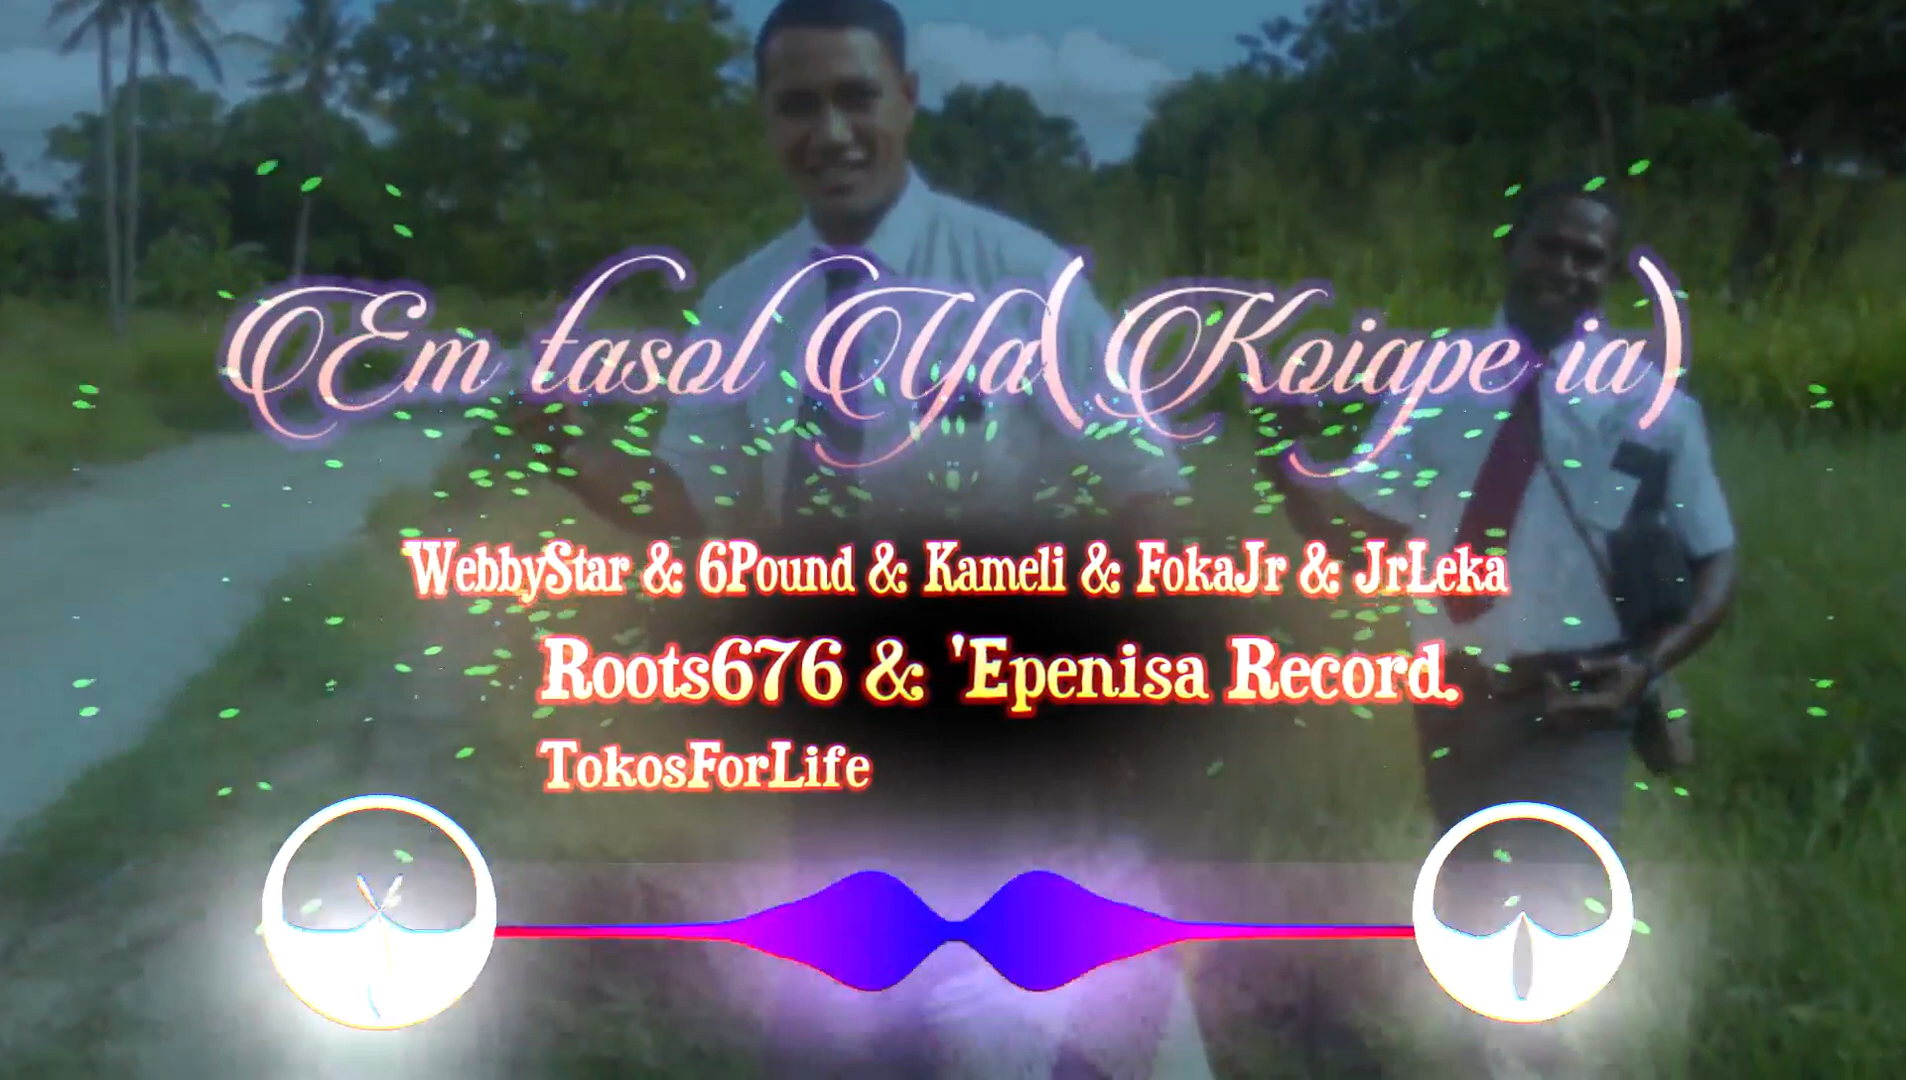 Em tasol Ya(Koiape ia)
WebbyStar & 6Pound & Kameli & FokaJr & JrLeka
Roots676 & 'Epenisa Record.
TokosForLife